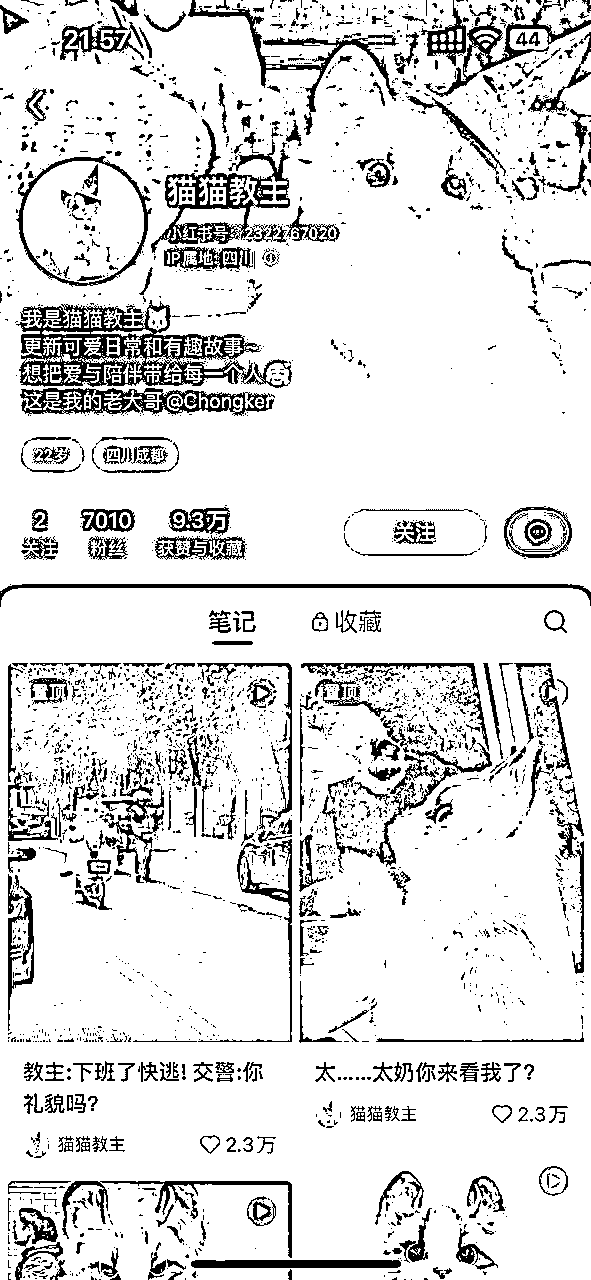 21:57
44
猫猫教主
小红书号:2322767020
IP属地:四川
我是猫猫教主
更新可爱日常和有趣故事~
想把爱与陪伴带给每一个人
这是我的老大哥@Chongker
22岁
四川成都
2
7010
9.3万
关注
粉丝
获赞与收藏
关注
笔记
收藏
置顶
置顶
教主:下班了快逃! 交警:你
礼貌吗?
猫猫教主
2.3万
太……太奶你来看我了?
猫猫教主
2.3万